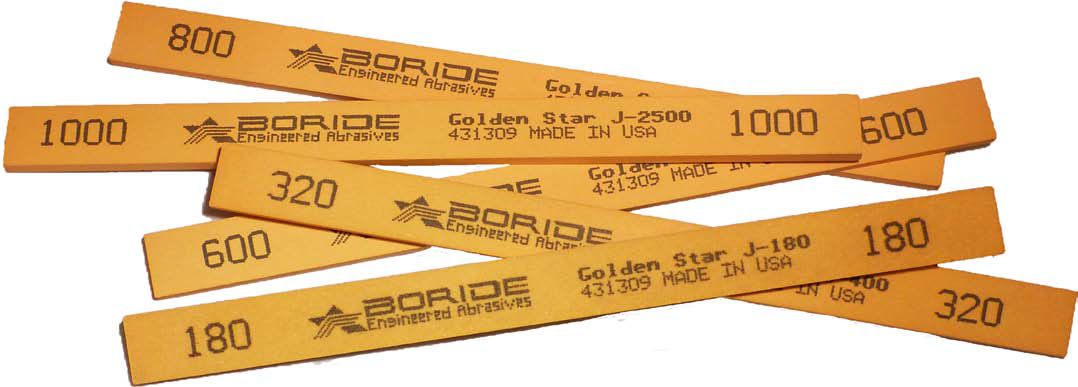 800
BORIDE
Engineered Abrasives
Golden
1000
BORIDE
Engineered Abrasives
Golden Star J-2500
431309 MADE IN USA
1000
600
320
BORIDE
Engineered Abrasives
431309 MADE
600
180
BORIDE
Engineered Abrasives
Golden Star J-180
431309 MADE IN USA
180
IN USA
320